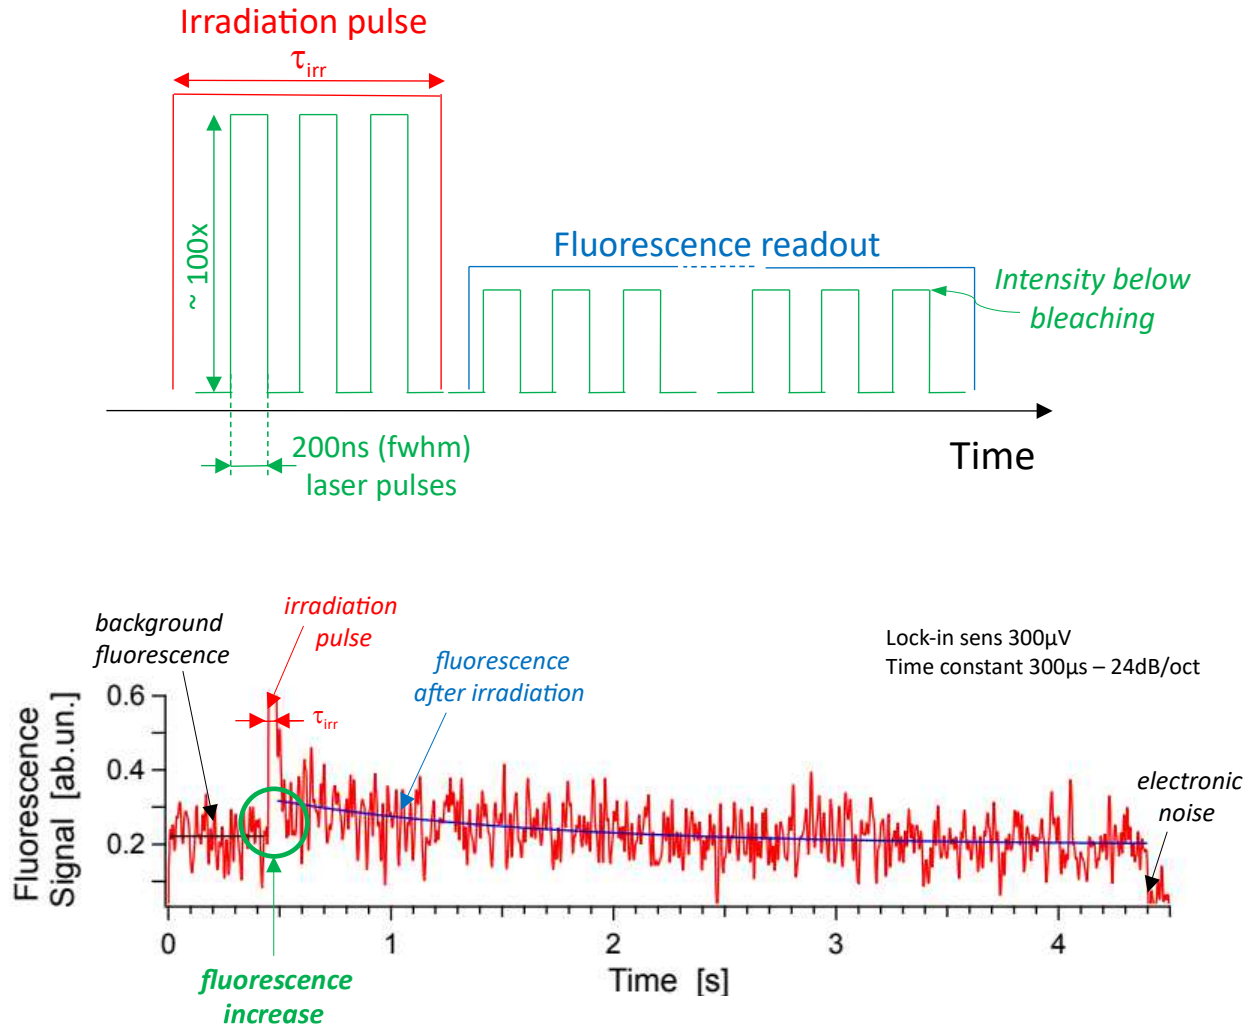 Irradiation pulse
τirr
~ 100x
Fluorescence readout
Intensity below
bleaching
200ns (fwhm)
laser pulses
Time
irradiation
pulse
background
fluorescence
fluorescence
after irradiation
Lock-in sens 300µV
Time constant 300µs – 24dB/oct
τirr
electronic
noise
Fluorescence
Signal [ab.un.]
0.6
0.4
0.2
0
1
2
3
4
Time [s]
fluorescence
increase